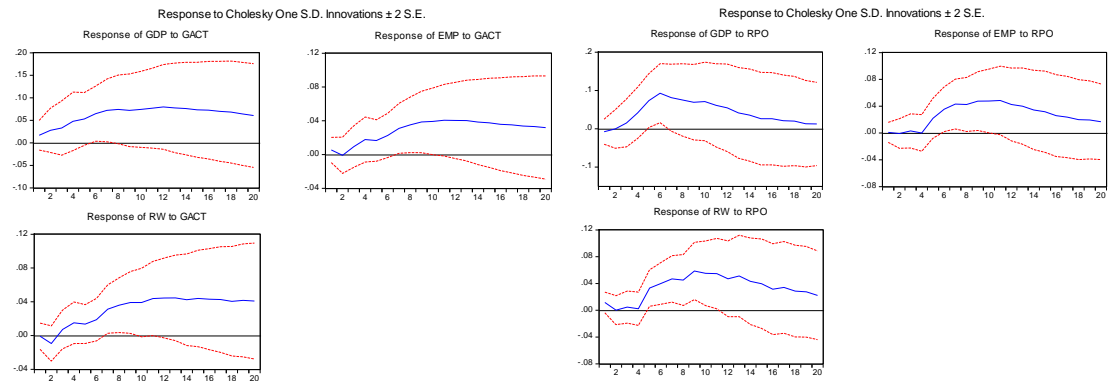 Response to Cholesky One S.D. Innovations ± 2 S.E.
Response of GDP to GACT
.20
.15
.10
.05
.00
-.05
-.10
2 4 6 8 10 12 14 16 18 20
Response of EMP to GACT
.12
.08
.04
.00
-.04
2 4 6 8 10 12 14 16 18 20
Response of RW to GACT
.12
.08
.04
.00
-.04
2 4 6 8 10 12 14 16 18 20
Response to Cholesky One S.D. Innovations ± 2 S.E.
Response of GDP to RPO
.2
.1
.0
-.1
2 4 6 8 10 12 14 16 18 20
Response of EMP to RPO
.12
.08
.04
.00
-.04
-.08
2 4 6 8 10 12 14 16 18 20
Response of RW to RPO
.12
.08
.04
.00
-.04
-.08
2 4 6 8 10 12 14 16 18 20